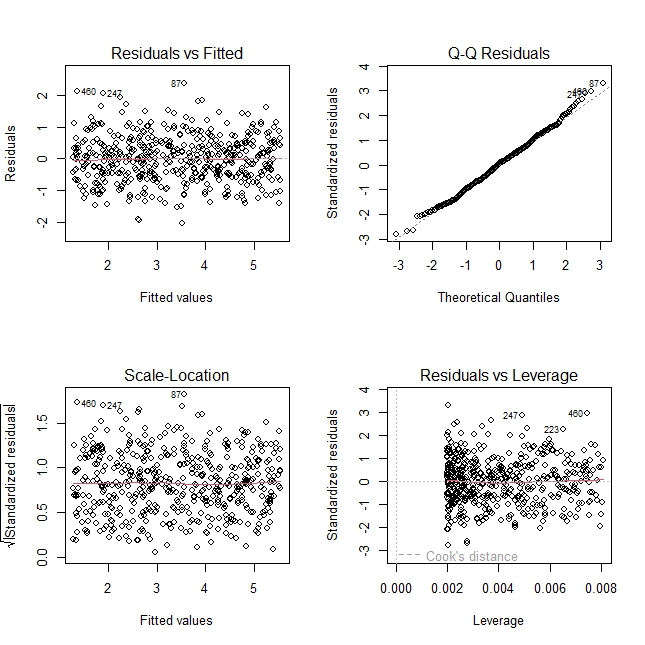 Residuals vs Fitted
Residuals
2
1
0
-1
-2
460
247
87
2 3 4 5
Fitted values
Q-Q Residuals
Standardized residuals
4
3
2
1
0
-1
-2
-3
87
460
247
-3 -2 -1 0 1 2 3
Theoretical Quantiles
Scale-Location
√|Standardized residuals|
1.5
1.0
0.5
0.0
460
247
87
2 3 4 5
Fitted values
Residuals vs Leverage
Standardized residuals
4
3
2
1
0
-1
-2
-3
247
460
223
Cook's distance
0.000 0.002 0.004 0.006 0.008
Leverage